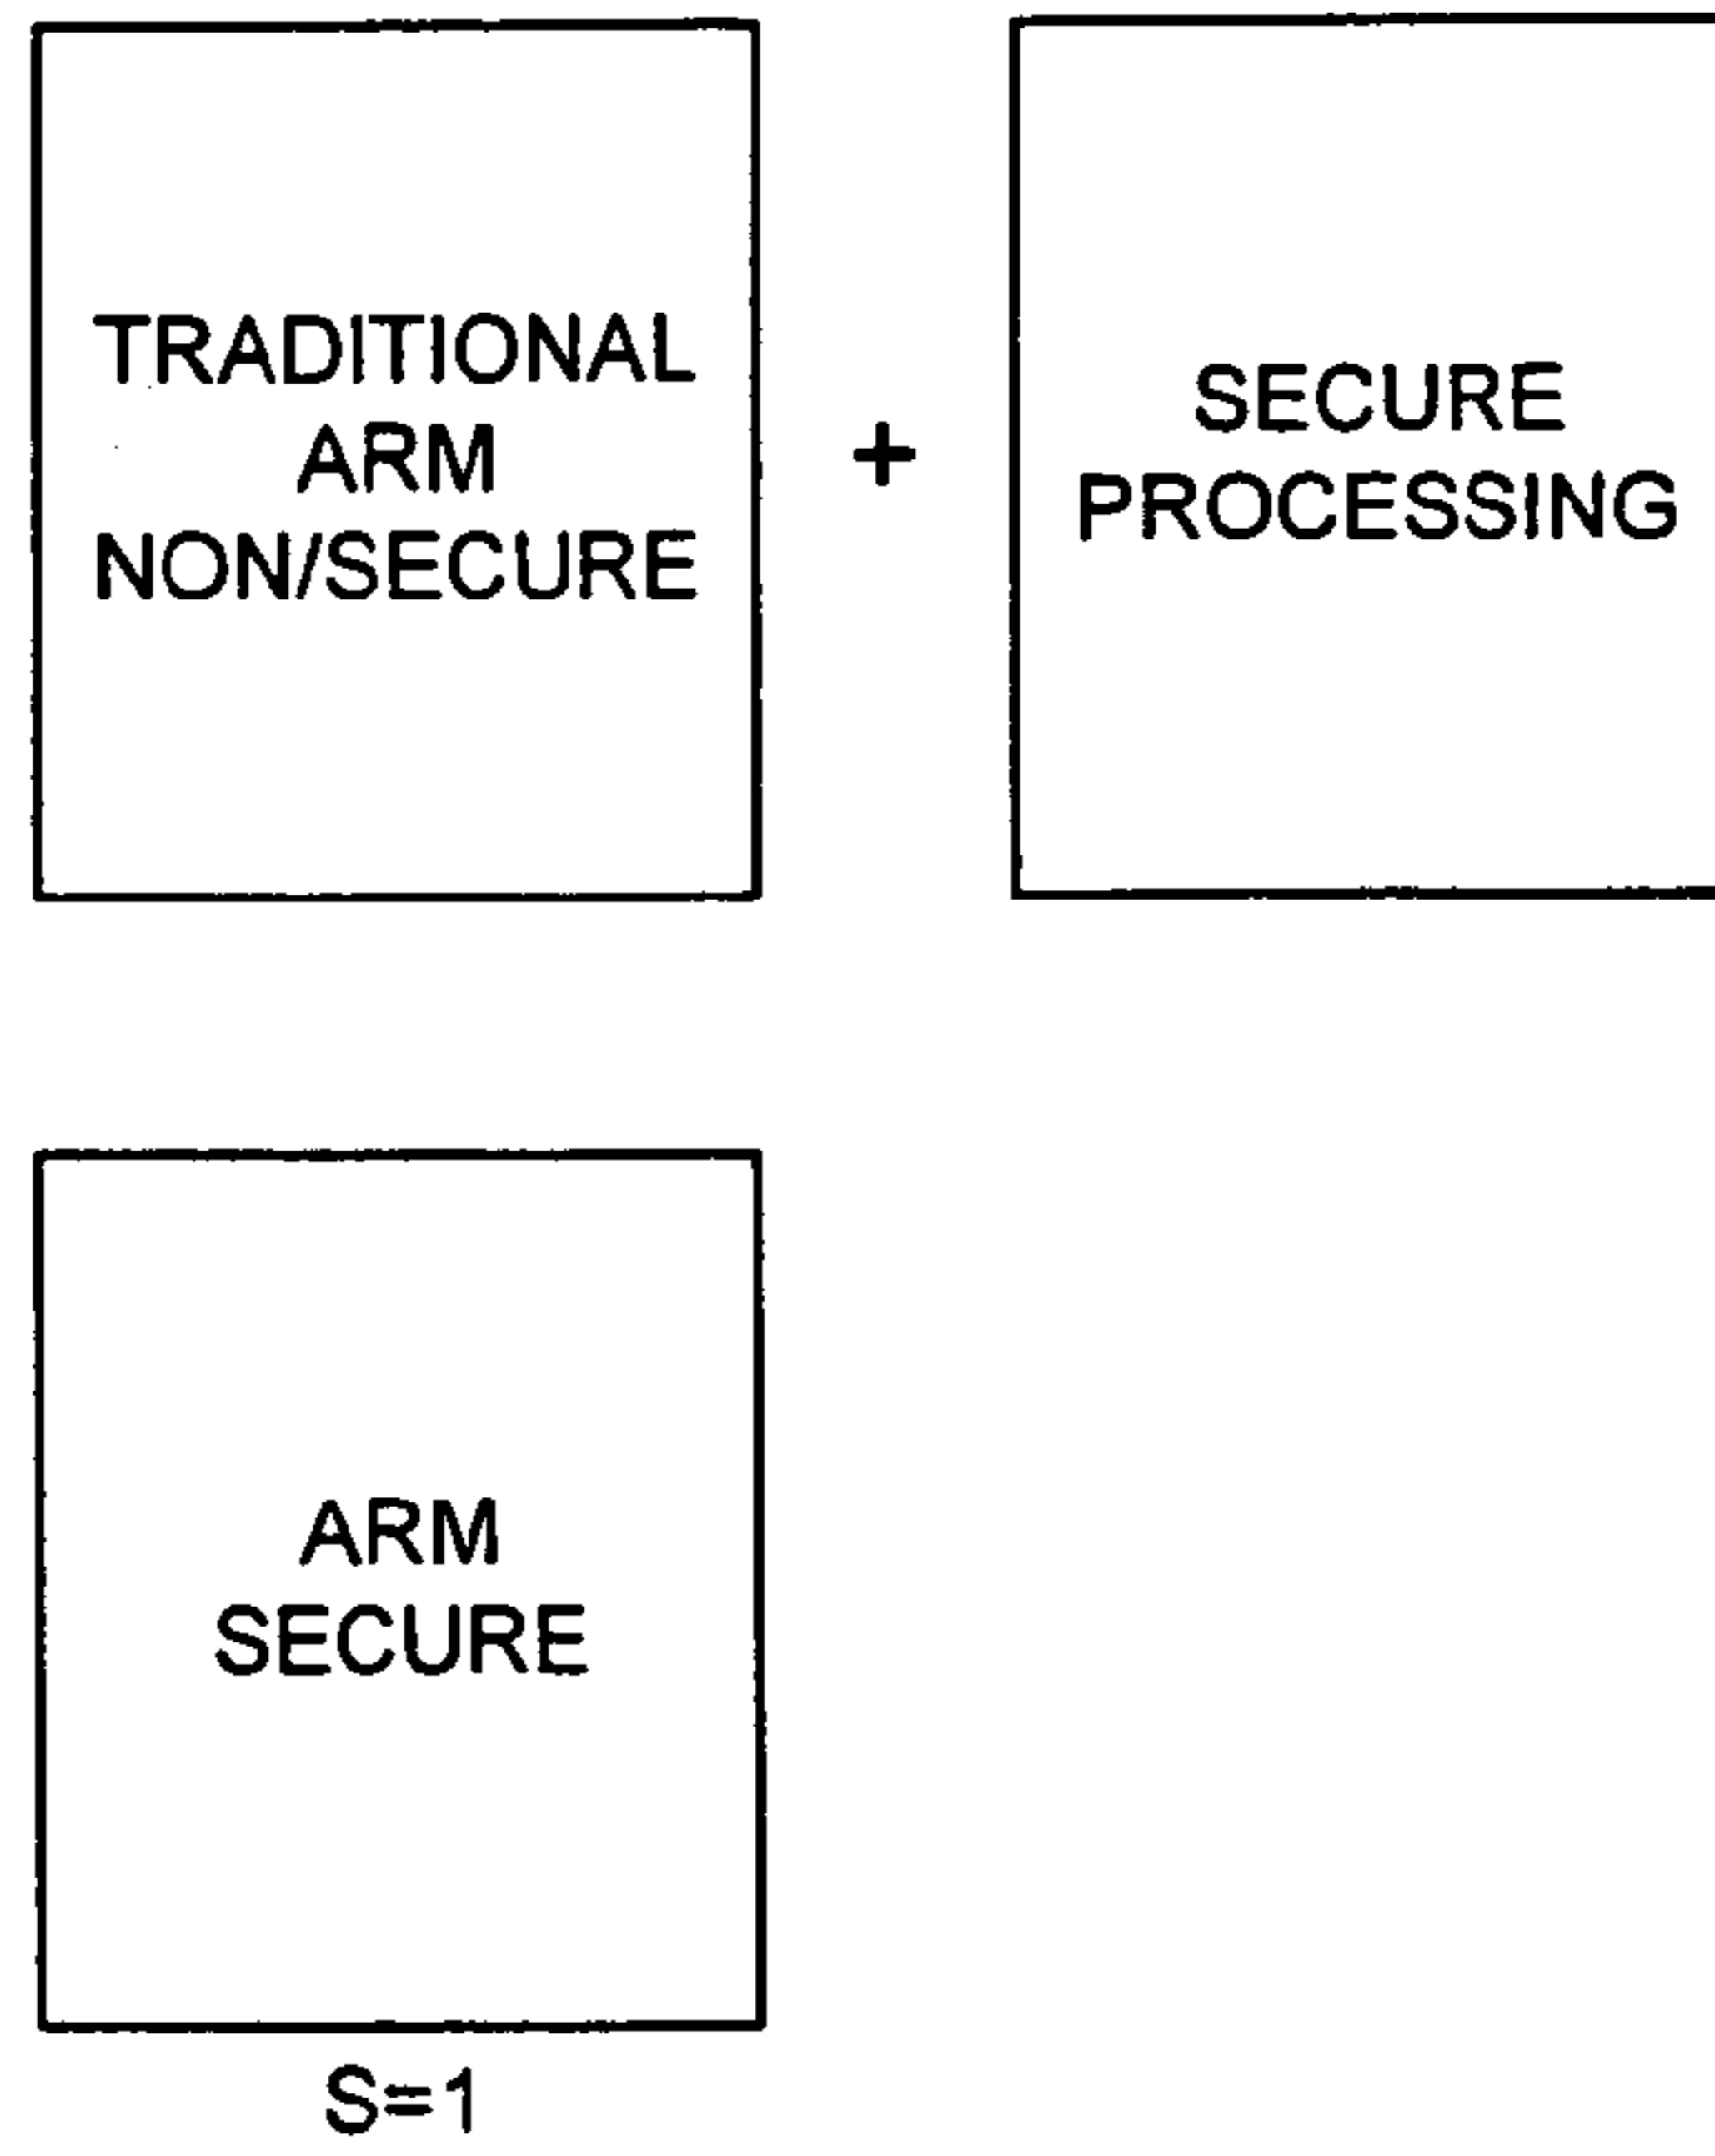 TRADITIONAL
ARM
NON/SECURE
+
SECURE
PROCESSING
ARM
SECURE
S=1